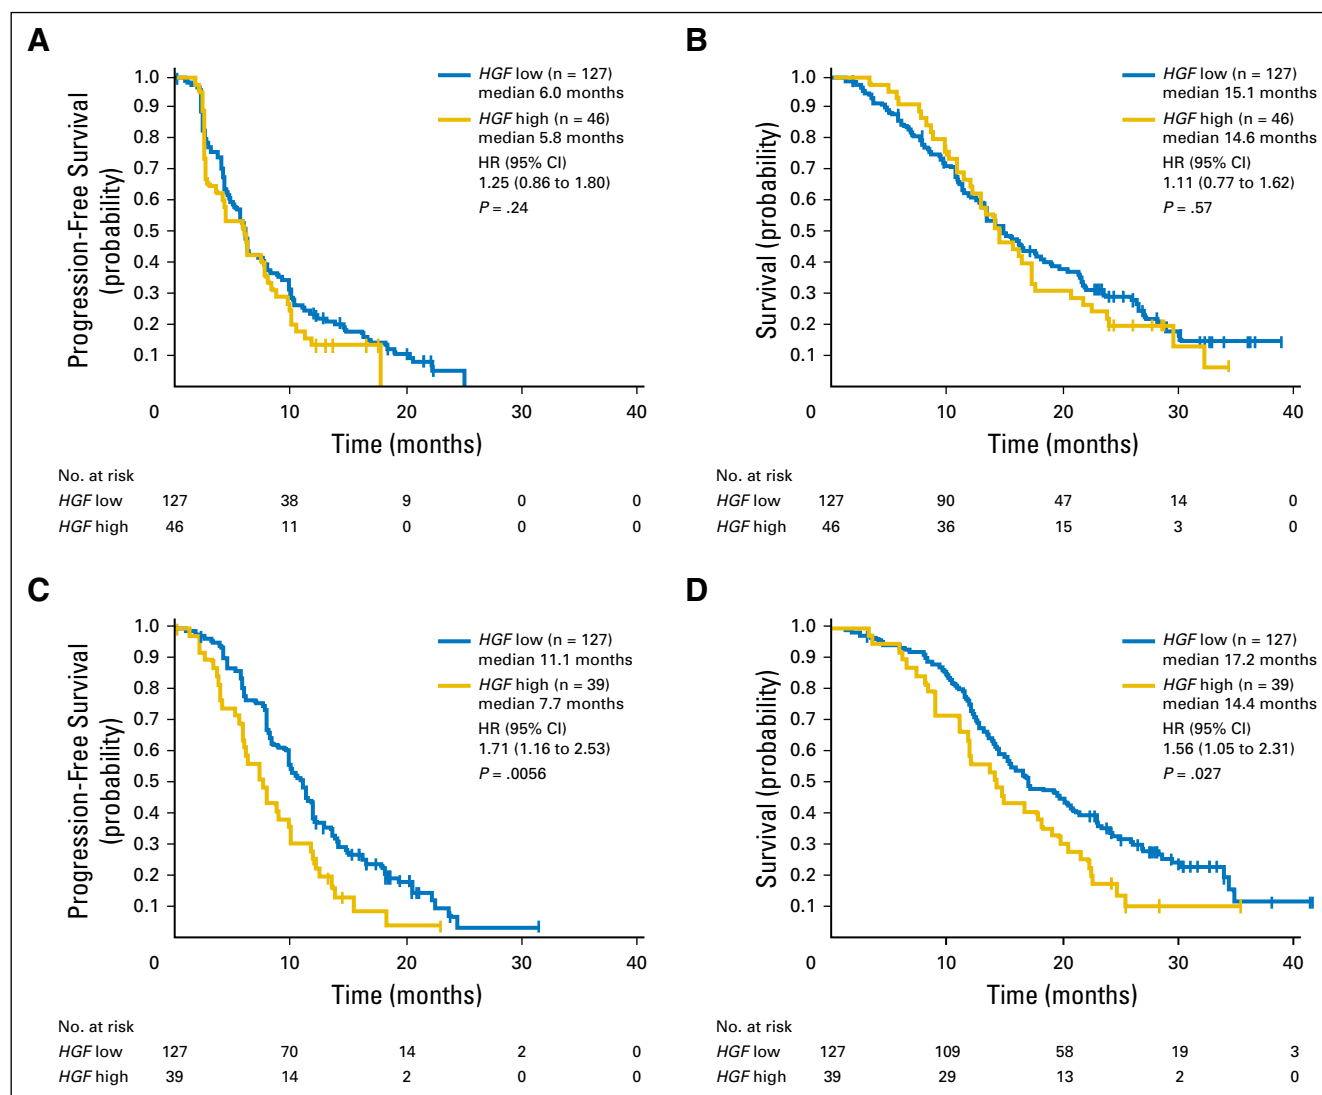 A
Progression-Free Survival
(probability)
1.0
0.9
0.8
0.7
0.6
0.5
0.4
0.3
0.2
0.1
HGF low (n = 127)
median 6.0 months
HGF high (n = 46)
median 5.8 months
HR (95% CI)
1.25 (0.86 to 1.80)
P = .24
0 10 20 30 40
Time (months)
No. at risk
HGF low 127 38 9 0 0
HGF high 46 11 0 0 0
B
Survival (probability)
1.0
0.9
0.8
0.7
0.6
0.5
0.4
0.3
0.2
0.1
HGF low (n = 127)
median 15.1 months
HGF high (n = 46)
median 14.6 months
HR (95% CI)
1.11 (0.77 to 1.62)
P = .57
0 10 20 30 40
Time (months)
No. at risk
HGF low 127 90 47 14 0
HGF high 46 36 15 3 0
C
Progression-Free Survival
(probability)
1.0
0.9
0.8
0.7
0.6
0.5
0.4
0.3
0.2
0.1
HGF low (n = 127)
median 11.1 months
HGF high (n = 39)
median 7.7 months
HR (95% CI)
1.71 (1.16 to 2.53)
P = .0056
0 10 20 30 40
Time (months)
No. at risk
HGF low 127 70 14 2 0
HGF high 39 14 2 0 0
D
Survival (probability)
1.0
0.9
0.8
0.7
0.6
0.5
0.4
0.3
0.2
0.1
HGF low (n = 127)
median 17.2 months
HGF high (n = 39)
median 14.4 months
HR (95% CI)
1.56 (1.05 to 2.31)
P = .027
0 10 20 30 40
Time (months)
No. at risk
HGF low 127 109 58 19 3
HGF high 39 29 13 2 0